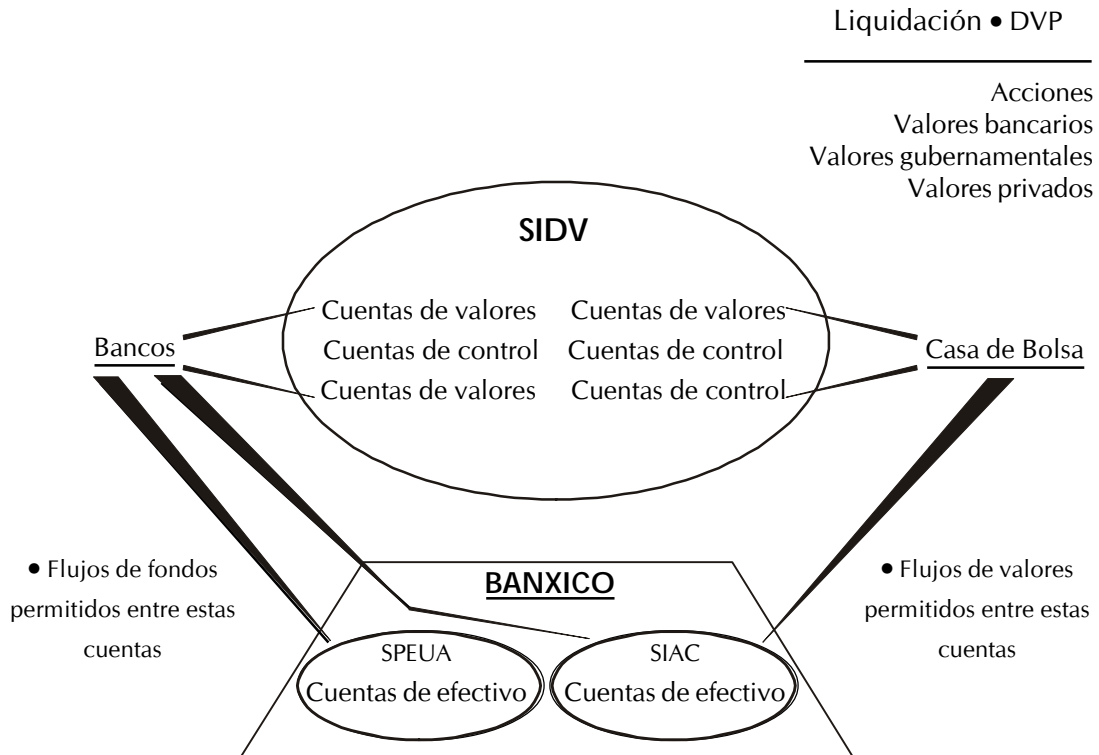 Liquidación • DVP
Acciones
Valores bancarios
Valores gubernamentales
Valores privados
SIDV
Cuentas de valores
Cuentas de valores
Bancos
Cuentas de control
Cuentas de control
Casa de Bolsa
Cuentas de valores
Cuentas de control
• Flujos de fondos
permitidos entre estas
cuentas
BANXICO
• Flujos de valores
permitidos entre estas
cuentas
SPEUA
Cuentas de efectivo
SIAC
Cuentas de efectivo